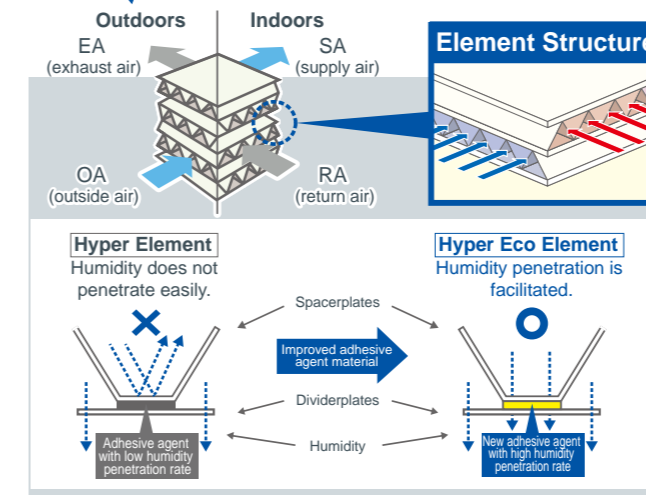 Outdoors
Indoors
EA
(exhaust air)
SA
(supply air)
Element Structure
OA
(outside air)
RA
(return air)
Hyper Element
Humidity does not
penetrate easily.
Hyper Eco Element
Humidity penetration is
facilitated.
Spacerplates
Improved adhesive
agent material
Dividerplates
Humidity
Adhesive agent
with low humidity
penetration rate
New adhesive agent
with high humidity
penetration rate